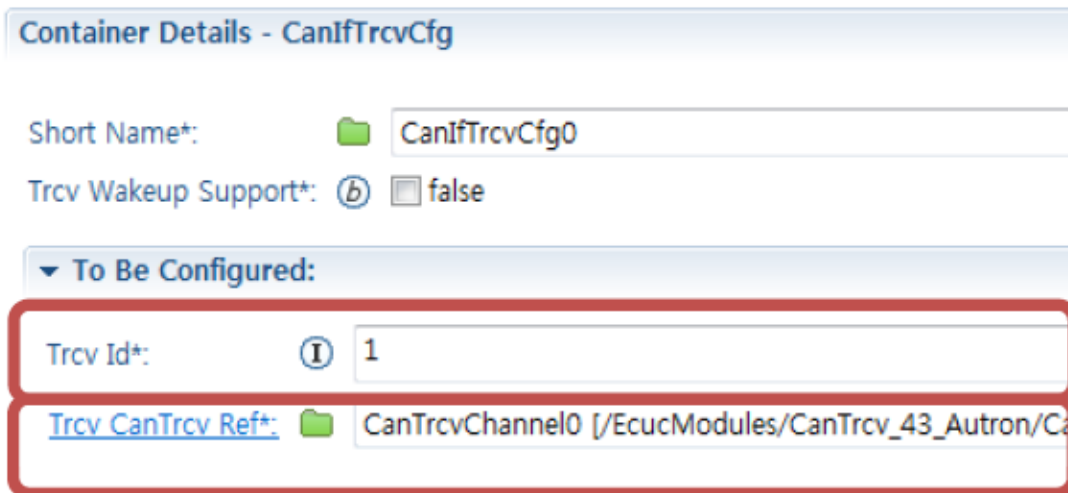 Container Details - CanIfTrcvCfg
Short Name*: CanIfTrcvCfg0
Trcv Wakeup Support*: b false
To Be Configured:
Trcv Id*: I 1
Trcv CanTrcv Ref*: CanTrcvChannel0 [/EcucModules/CanTrcv_43_Autron/Ca